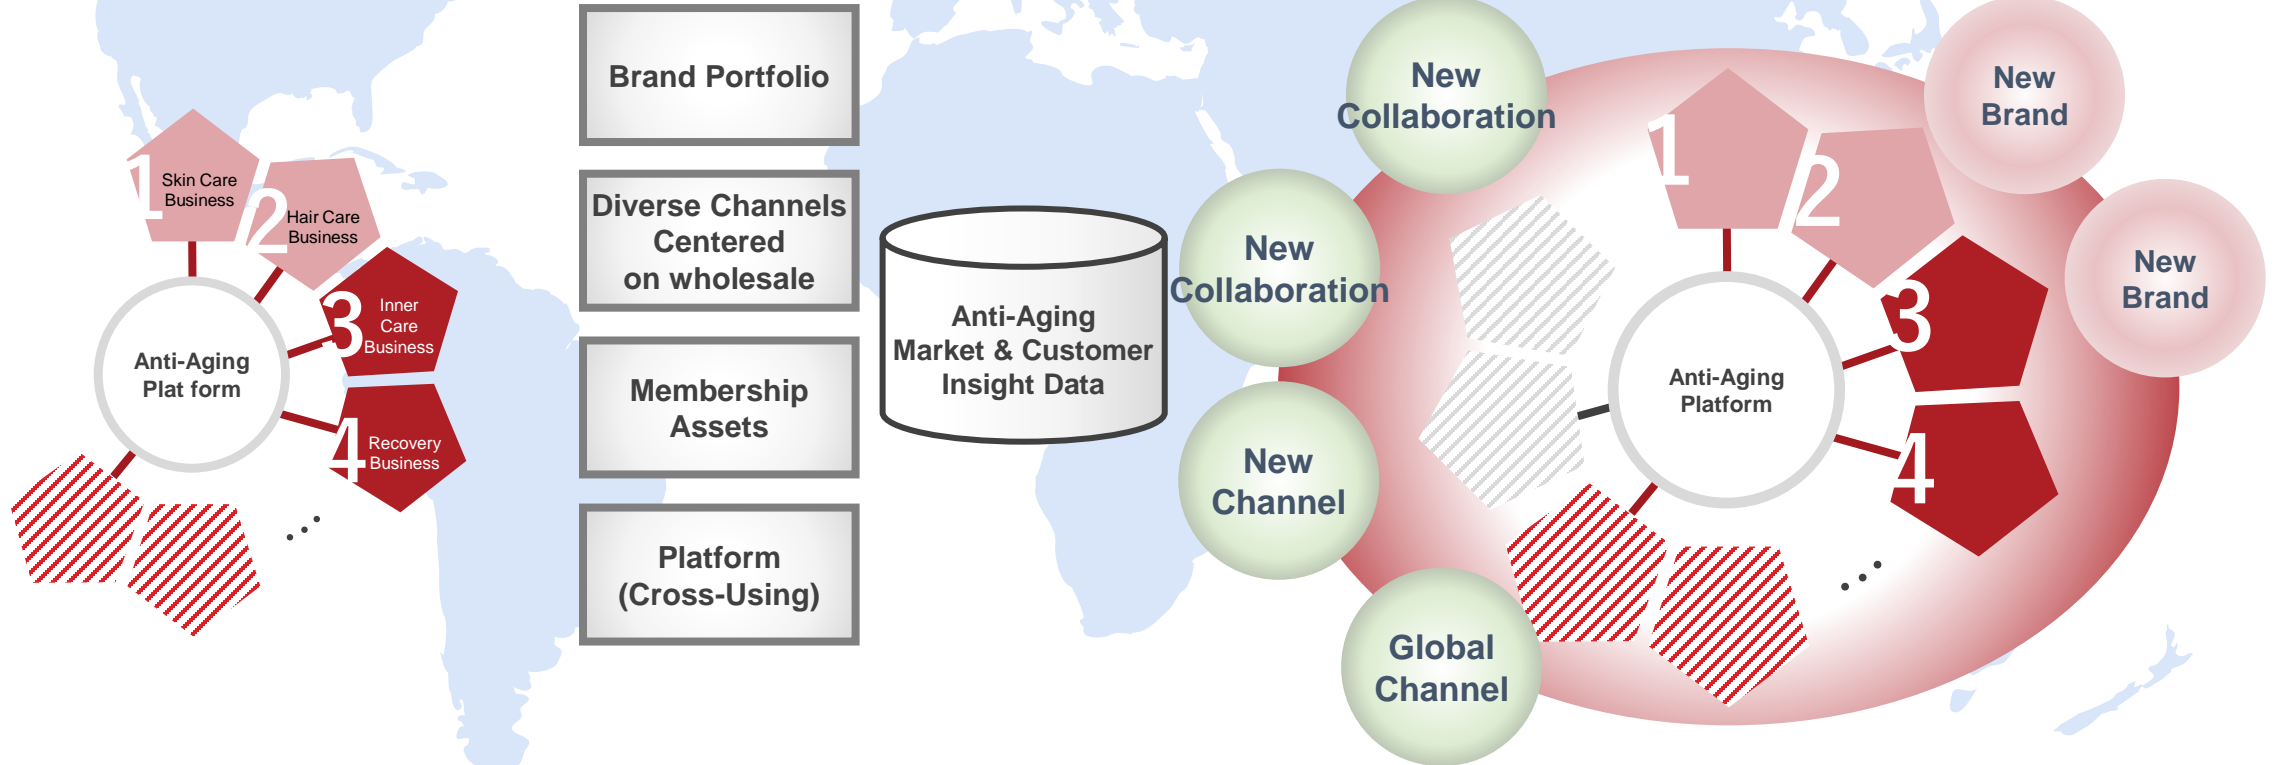 1
Skin Care
Business
2
Hair Care
Business
3
Inner
Care
Business
4
Recovery
Business
Anti-Aging
Plat form
Brand Portfolio
Diverse Channels
Centered
on wholesale
Membership
Assets
Platform
(Cross-Using)
Anti-Aging
Market & Customer
Insight Data
New
Collaboration
New
Collaboration
New
Channel
Global
Channel
1
2
3
4
Anti-Aging
Platform
New
Brand
New
Brand